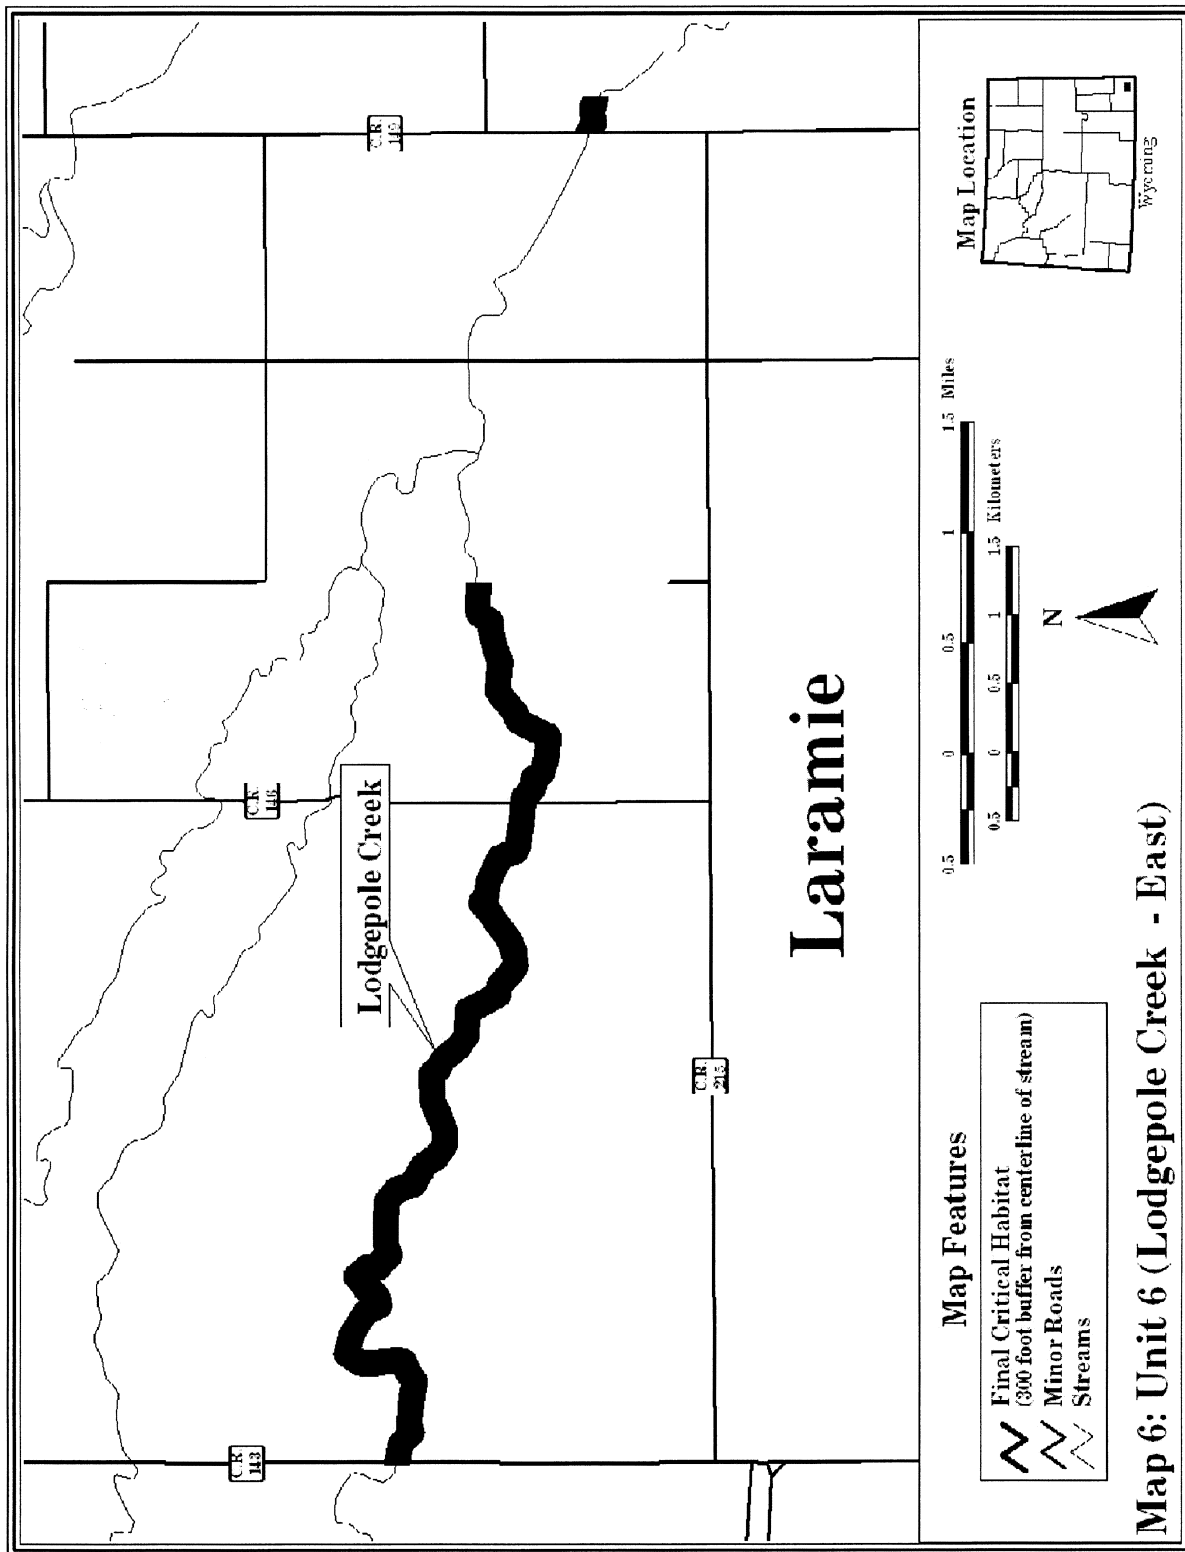 C.R.
143
C.R.
146
C.R.
Lodgepole Creek
C.R.
215
Laramie
Map Features
Final Critical Habitat
(300 foot buffer from centerline of stream)
Minor Roads
Streams
0.5 0 0.5 1 1.5 Miles
0.5 0 0.5 1 1.5 Kilometers
N
Map Location
Wyoming
Map 6: Unit 6 (Lodgepole Creek - East)